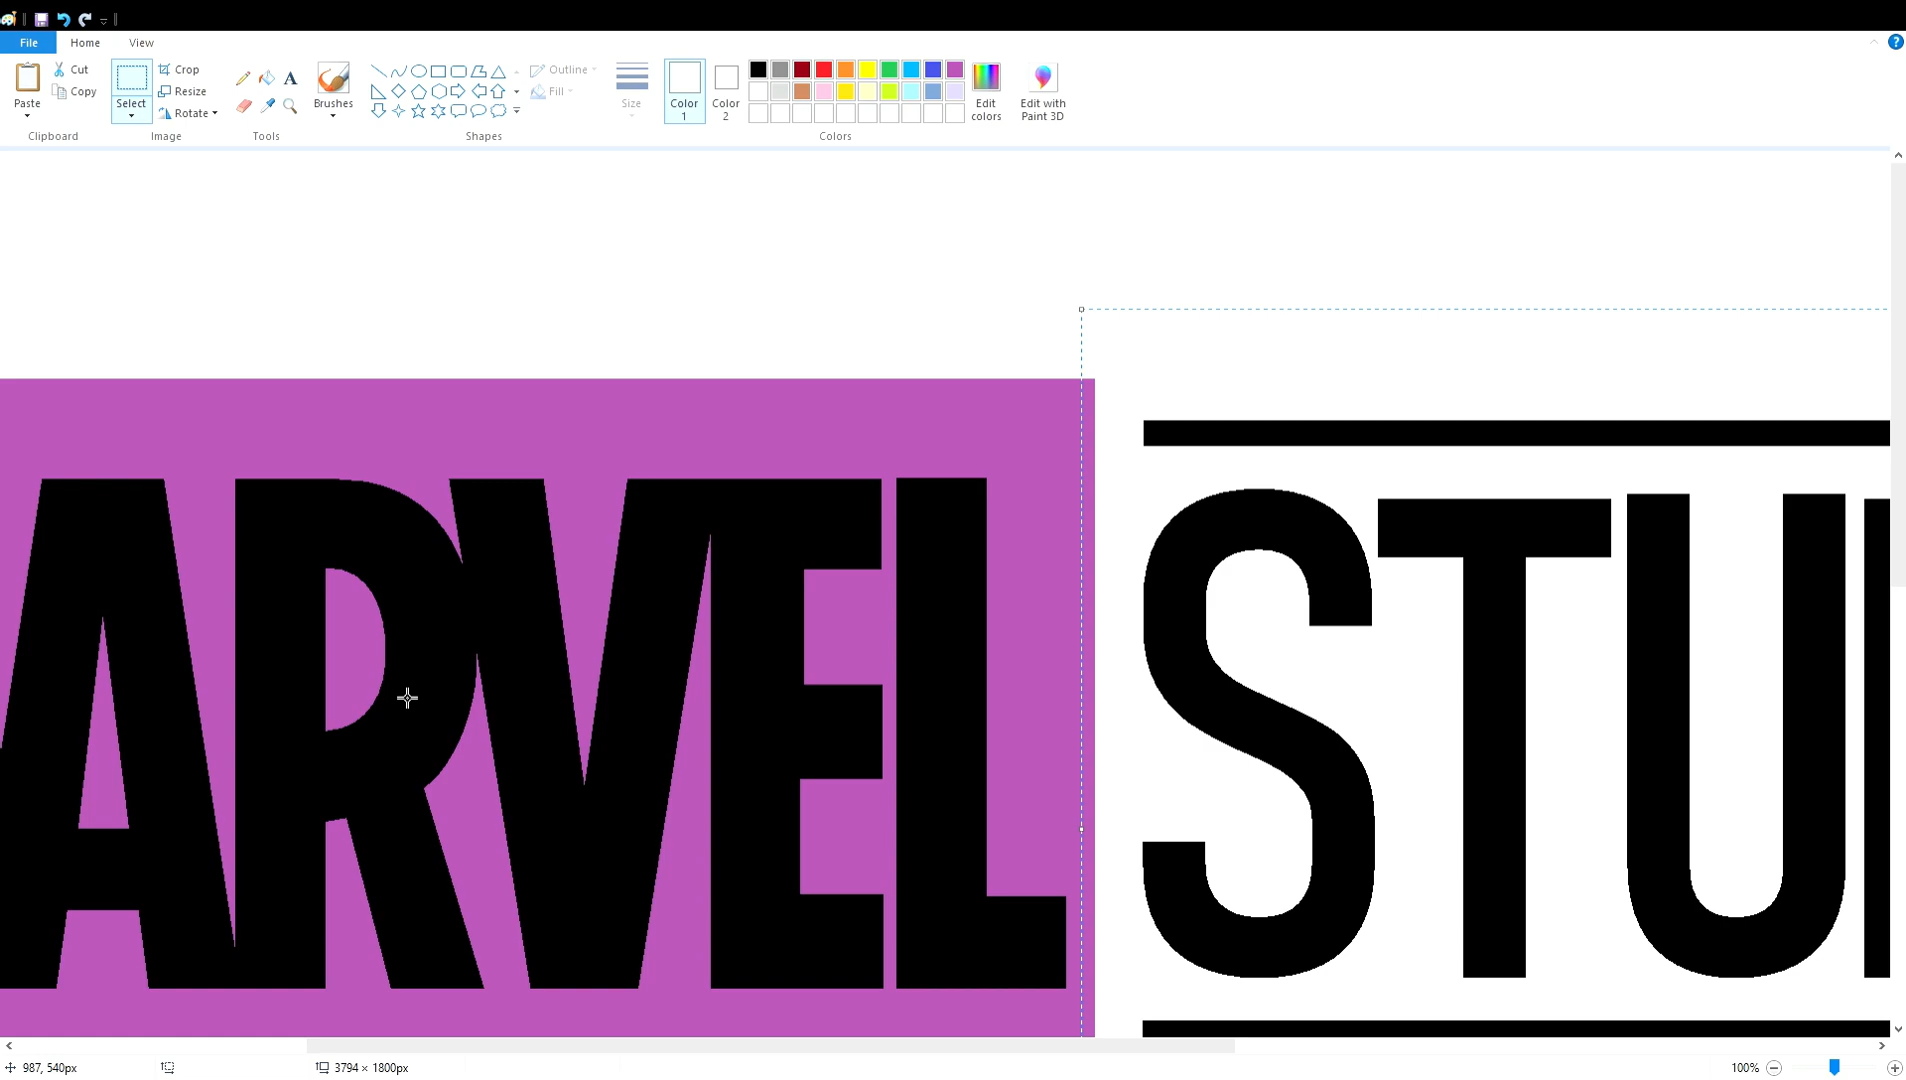 File Home View
Paste
Cut
Copy
Clipboard
Select
Crop
Resize
Rotate
Image
Tools
Brushes
Shapes
Outline
Fill
Size
Color 1
Color 2
Edit colors
Edit with Paint 3D
Colors
?
ARVEL STU
987, 540px
3794 × 1800px
100%